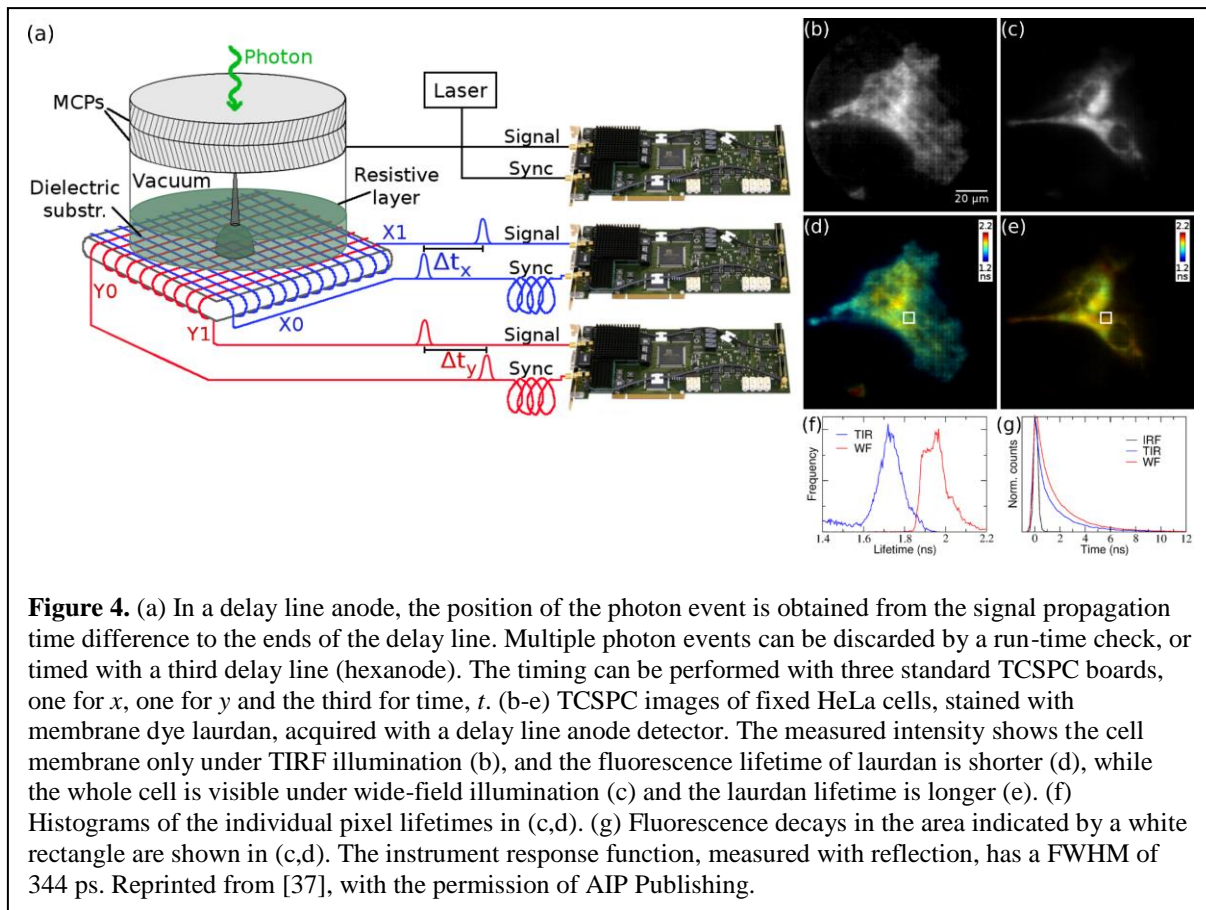 (a)
Photon
MCPs
Vacuum
Dielectric
substr.
Resistive
layer
Laser
Signal
Sync
X1
Δtx
Signal
Sync
Y0
Y1
X0
Δty
Signal
Sync
(b)
20 μm
(c)
(d)
2.2
1.2
ns
(e)
2.2
1.2
ns
(f)
TIR
WF
Frequency
1.4 1.6 1.8 2 2.2
Lifetime (ns)
(g)
IRF
TIR
WF
Norm. counts
0 2 4 6 8 10 12
Time (ns)
Figure 4. (a) In a delay line anode, the position of the photon event is obtained from the signal propagation
time difference to the ends of the delay line. Multiple photon events can be discarded by a run-time check, or
timed with a third delay line (hexanode). The timing can be performed with three standard TCSPC boards,
one for x, one for y and the third for time, t. (b-e) TCSPC images of fixed HeLa cells, stained with
membrane dye laurdan, acquired with a delay line anode detector. The measured intensity shows the cell
membrane only under TIRF illumination (b), and the fluorescence lifetime of laurdan is shorter (d), while
the whole cell is visible under wide-field illumination (c) and the laurdan lifetime is longer (e). (f)
Histograms of the individual pixel lifetimes in (c,d). (g) Fluorescence decays in the area indicated by a white
rectangle are shown in (c,d). The instrument response function, measured with reflection, has a FWHM of
344 ps. Reprinted from [37], with the permission of AIP Publishing.